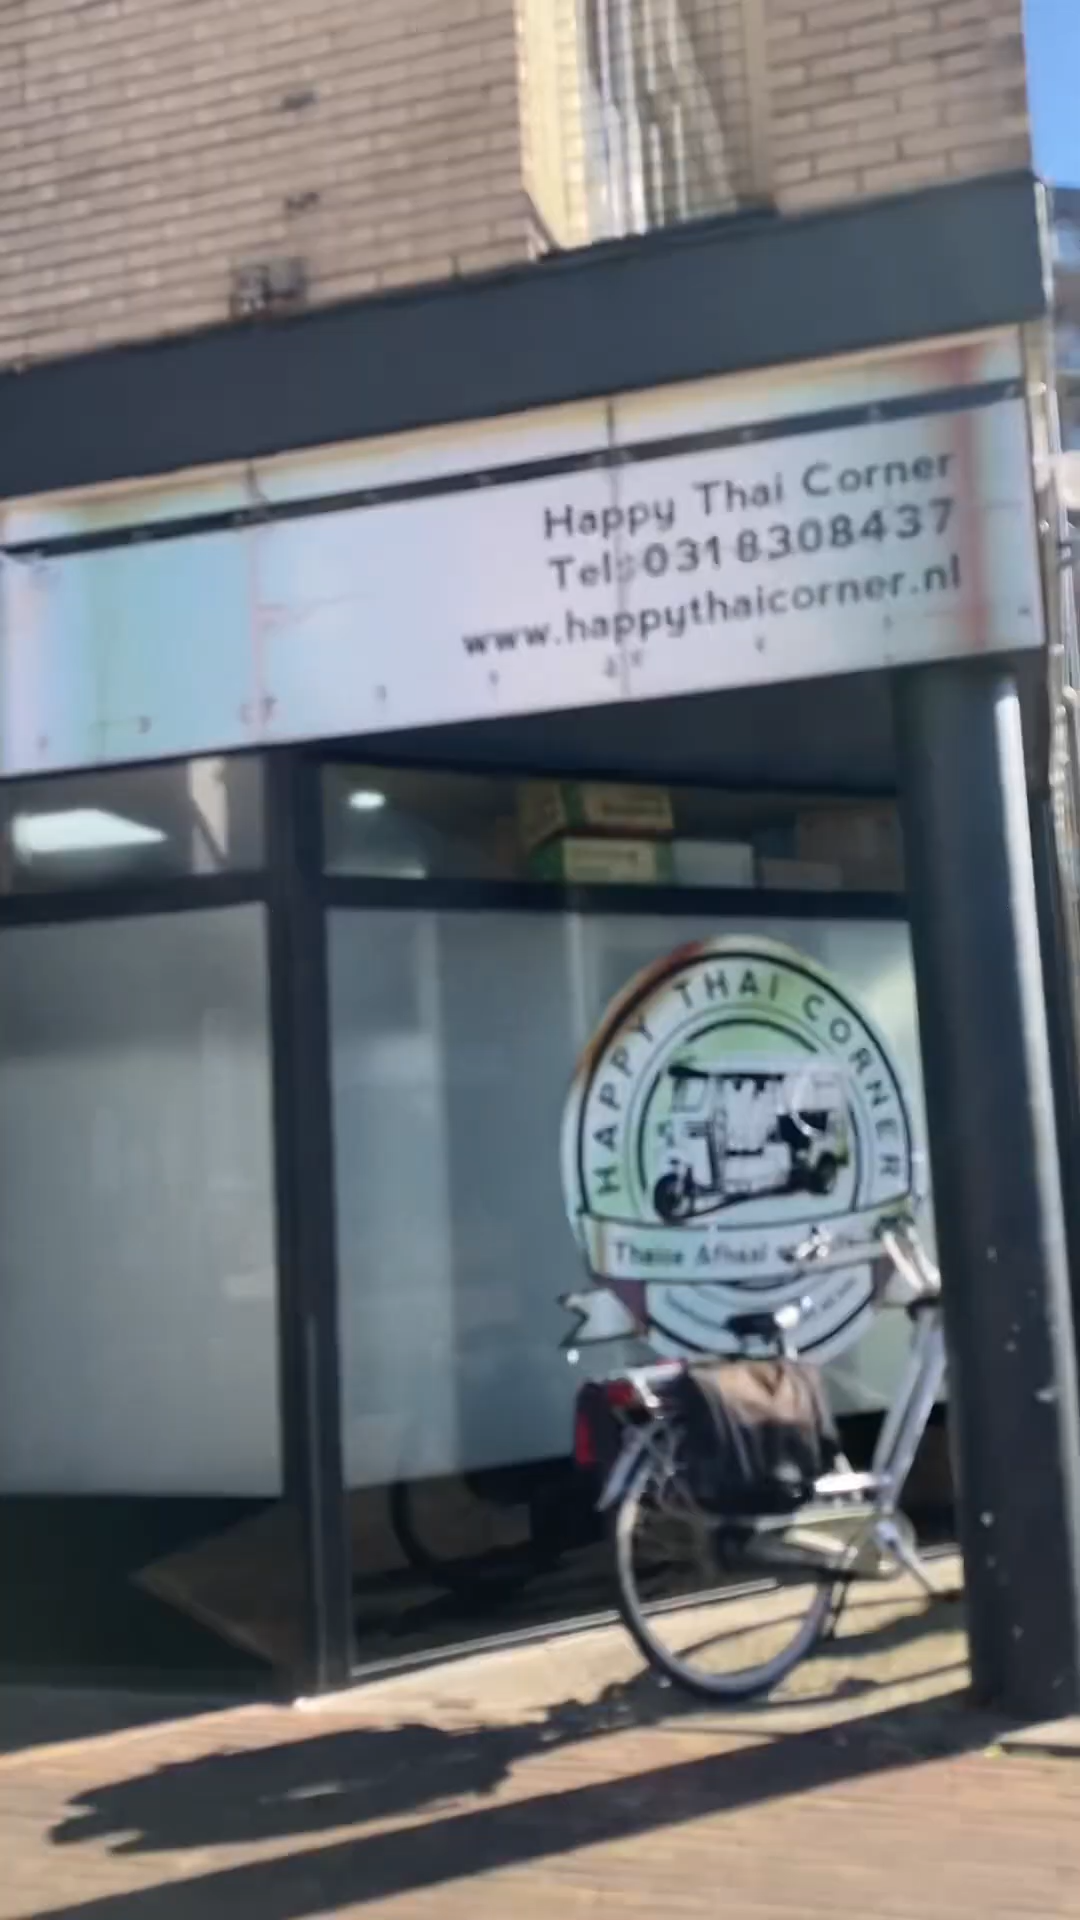 Happy Thai Corner
Tel:0318308437
www.happythaicorner.nl
HAPPY THAI CORNER
Thaise Afhaal